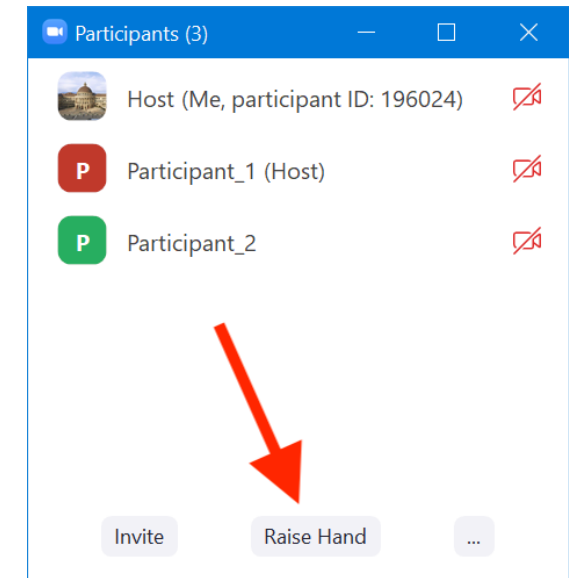 Participants (3)
Host (Me, participant ID: 196024)
P Participant_1 (Host)
P Participant_2
Invite Raise Hand ...